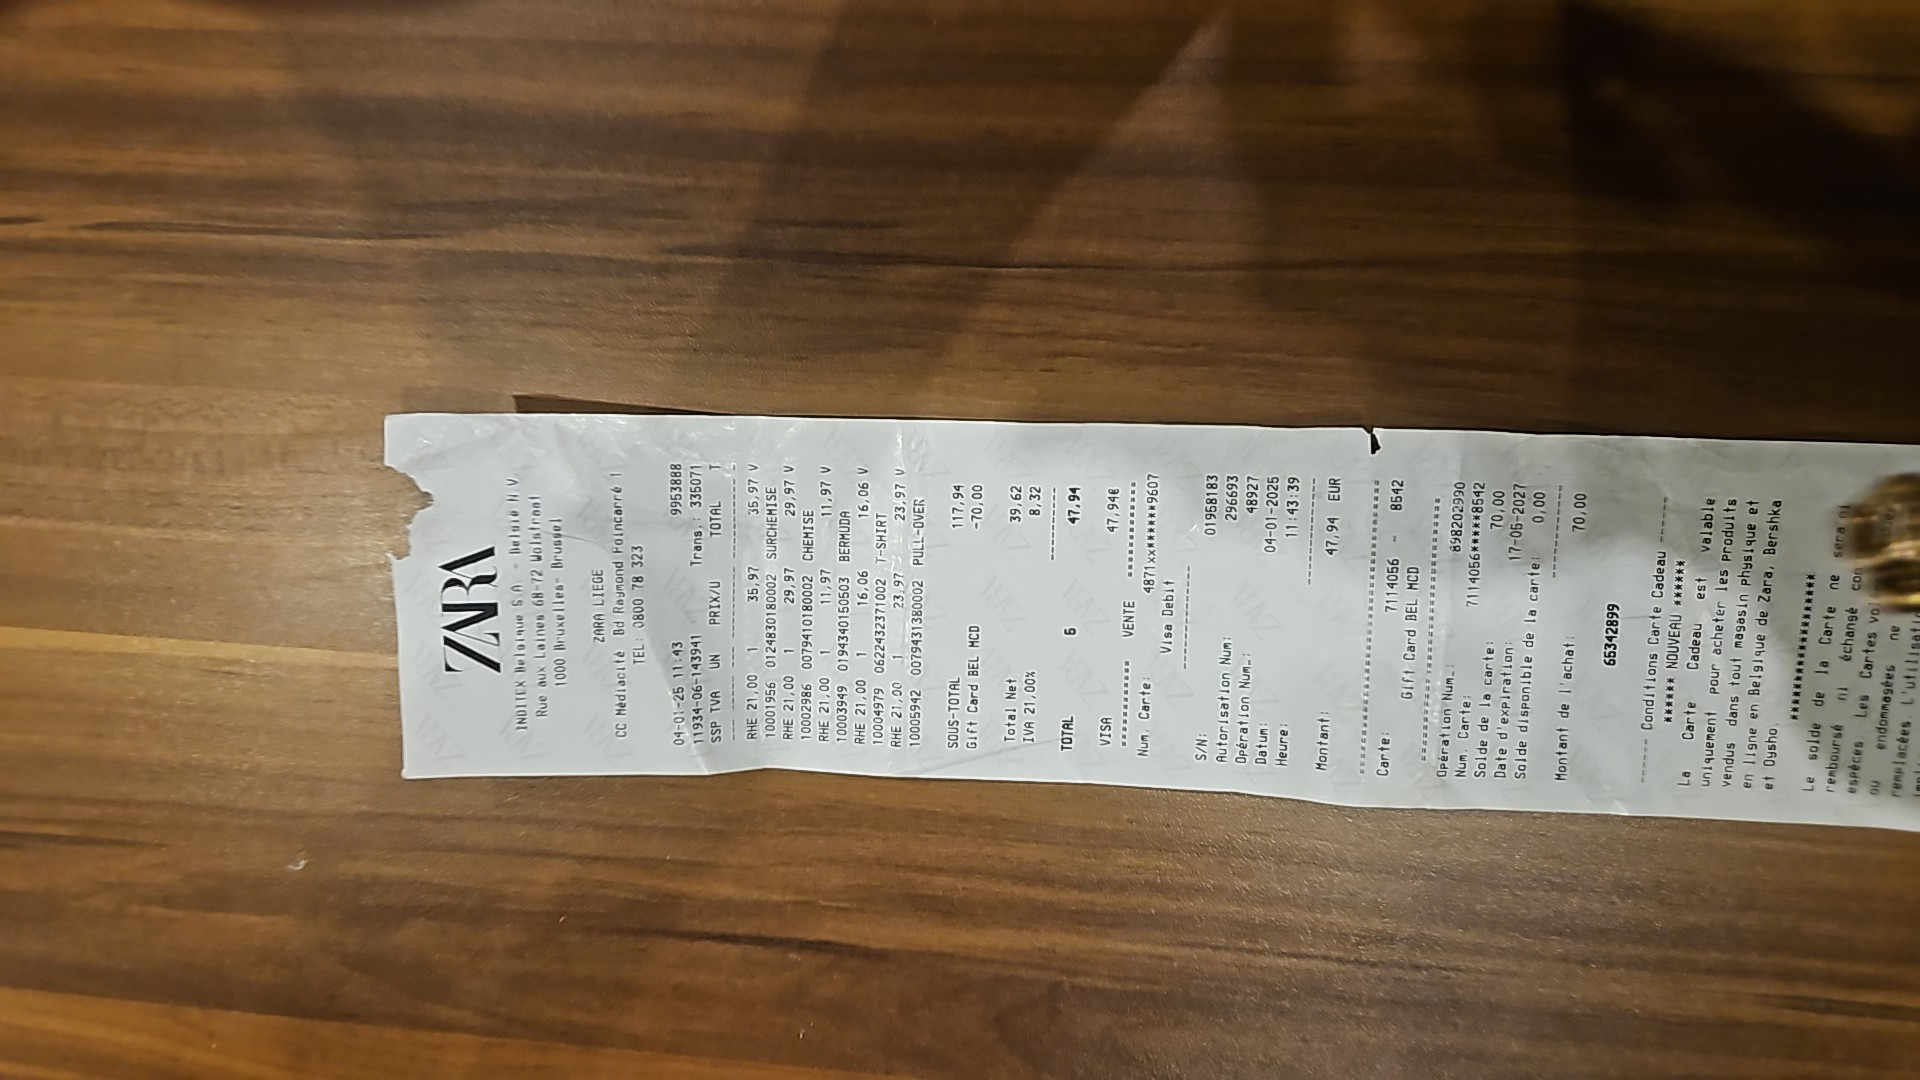 ZARA
INDITEX Belgique S.A - België N.V.
Rue aux Laines 68-72 Wolstraat
1000 Bruxelles- Brussel
ZARA LIEGE
CC Médiacité Bd Raymond Poincarré 1
TEL: 0800 78 323
04-01-25 11:43 9953888
11934-06-143941 Trans.: 335071
SSP TVA UN PRIX/U TOTAL T
RHE 21,00 1 35,97 35,97 V
10001956 0124830180002 SURCHEMISE
RHE 21,00 1 29,97 29,97 V
10002986 0079410180002 CHEMISE
RHE 21,00 1 11,97 11,97 V
10003949 0194340150503 BERMUDA
RHE 21,00 1 16,06 16,06 V
10004979 0622432371002 T-SHIRT
RHE 21,00 1 23,97 23,97 V
10005942 0079431380002 PULL-OVER
SOUS-TOTAL 117,94
Gift Card BEL MCD -70,00
Total Net 39,62
IVA 21,00% 8,32
TOTAL 6 47,94
VISA 47,94€
VENTE
Num. Carte: 4871xx******9607
Visa Debit
S/N: 01958183
Autorisation Num: 296693
Opération Num.: 48927
Datum: 04-01-2025
Heure: 11:43:39
Montant: 47,94 EUR
Carte: 7114056 - 8542
Gift Card BEL MCD
Opération Num.: 898202990
Num. Carte: 7114056*****8542
Solde de la carte: 70,00
Date d'expiration: 17-05-2027
Solde disponible de la carte: 0,00
Montant de l'achat: 70,00
66342899
------ Conditions Carte Cadeau ------
****** NOUVEAU ******
La Carte Cadeau est valable
uniquement pour acheter les produits
vendus dans tout magasin physique et
en ligne en Belgique de Zara, Bershka
et Oysho.
********************
Le solde de la Carte ne sera ni
remboursé ni échangé
espèces. Les Cartes
ou endommagées ne
remplacées. L'utilisation